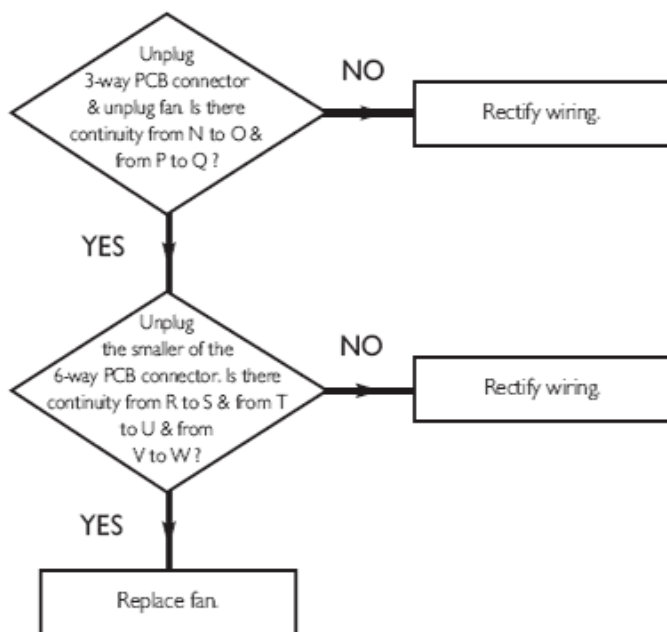 Unplug
3-way PCB connector
& unplug fan. Is there
continuity from N to O &
from P to Q ?
NO
Rectify wiring.
YES
Unplug
the smaller of the
6-way PCB connector. Is there
continuity from R to S & from T
to U & from
V to W ?
NO
Rectify wiring.
YES
Replace fan.